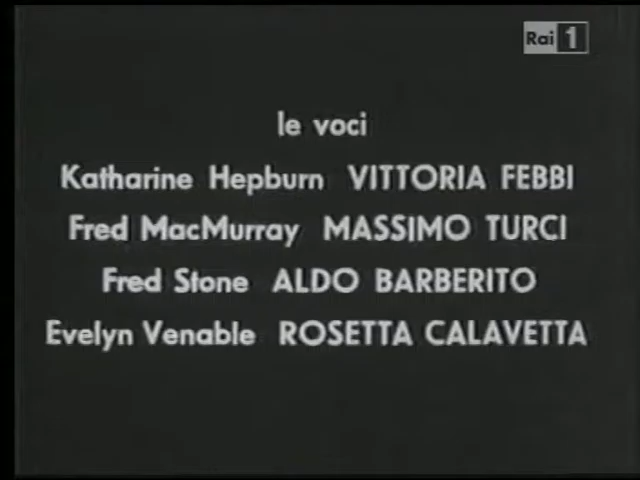 Rai 1
le voci
Katharine Hepburn VITTORIA FEBBI
Fred MacMurray MASSIMO TURCI
Fred Stone ALDO BARBERITO
Evelyn Venable ROSETTA CALAVETTA